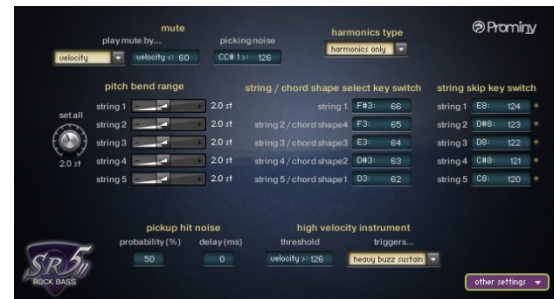 mute
harmonics type
Prominy
play mute by...
picking noise
velocity velocity <: 60 CC# 1 >: 126
harmonics only
pitch bend range
string / chord shape select key switch
string skip key switch
set all
2.0 st
string 1 - + 2.0 st
string 2 - + 2.0 st
string 3 - + 2.0 st
string 4 - + 2.0 st
string 5 - + 2.0 st
string 1 F#3: 66
string 2 / chord shape4 F3: 65
string 3 / chord shape3 E3: 64
string 4 / chord shape2 D#3: 63
string 5 / chord shape1 D3: 62
string 1 E8: 124
string 2 D#8: 123
string 3 D8: 122
string 4 C#8: 121
string 5 C8: 120
pickup hit noise
probability (%) delay (ms)
50 0
high velocity instrument
threshold triggers...
velocity >: 126 heavy buzz sustain
SR5
ROCK BASS
other settings